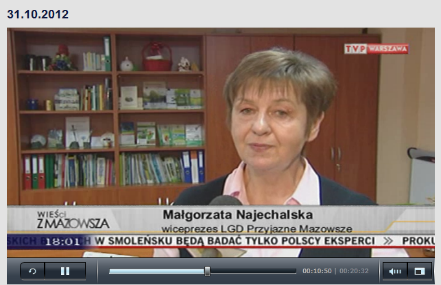 31.10.2012
TVP WARSZAWA
WIEŚci
Z MAZOWSZA
Małgorzata Najechalska
wiceprezes LGD Przyjazne Mazowsze
18:01
W SMOLEŃSKU BĘDĄ BADAĆ TYLKO POLSCY EKSPERCI » PROKU
00:10:50 | 00:20:22